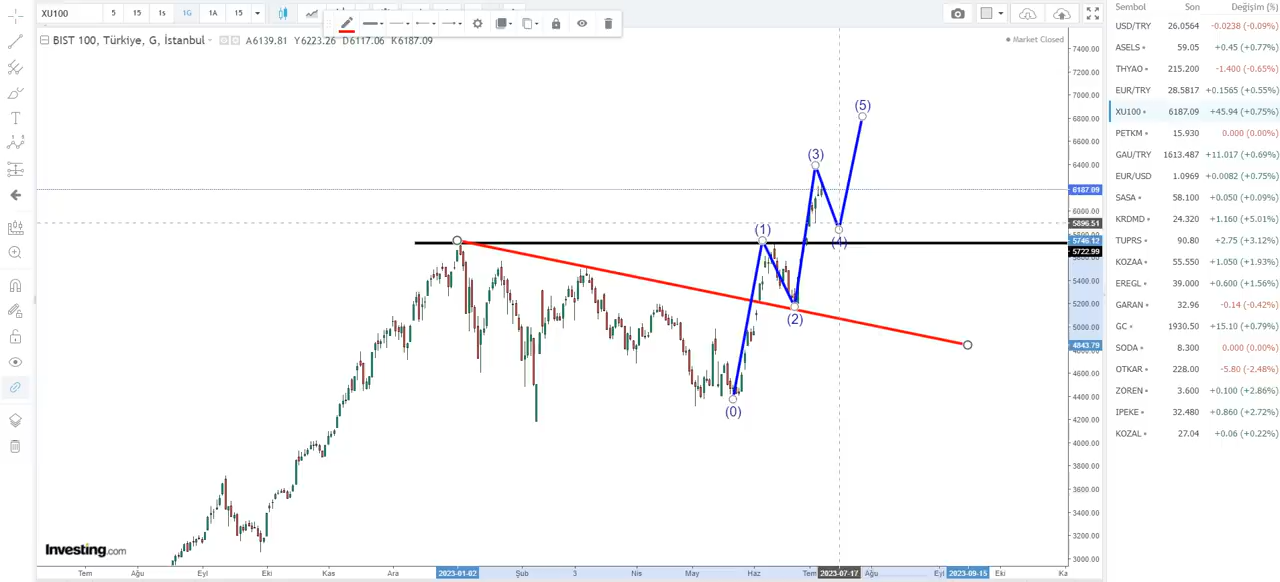 XU100 5 15 1s 1G 1A 15
BIST 100, Türkiye, G, İstanbul A6139.81 Y6223.26 D6117.06 K6187.09
Market Closed
7400.00
7200.00
7000.00
6800.00
6600.00
6400.00
6187.09
6000.00
5896.51
5746.12
5722.99
5400.00
5200.00
5000.00
4843.79
4600.00
4400.00
4200.00
4000.00
3800.00
3600.00
3400.00
3200.00
3000.00
(5)
(3)
(1)
(4)
(2)
(0)
Investing.com
Tem Ağu Eyl Eki Kas Ara 2023-01-02 Şub 3 Nis May Haz Tem 2023-07-17 Ağu Eyl 2023-09-15 Eki Ka
Sembol Son Değişim (%)
USD/TRY 26.0564 -0.0238 (-0.09%)
ASELS 59.05 +0.45 (+0.77%)
THYAO 215.200 -1.400 (-0.65%)
EUR/TRY 28.5817 +0.1565 (+0.55%)
XU100 6187.09 +45.94 (+0.75%)
PETKM 15.930 0.000 (0.00%)
GAU/TRY 1613.487 +11.017 (+0.69%)
EUR/USD 1.0969 +0.0082 (+0.75%)
SASA 58.100 +0.050 (+0.09%)
KRDMD 24.320 +1.160 (+5.01%)
TUPRS 90.80 +2.75 (+3.12%)
KOZAA 55.550 +1.050 (+1.93%)
EREGL 39.000 +0.600 (+1.56%)
GARAN 32.96 -0.14 (-0.42%)
GC 1930.50 +15.10 (+0.79%)
SODA 8.300 0.000 (0.00%)
OTKAR 228.00 -5.80 (-2.48%)
ZOREN 3.600 +0.100 (+2.86%)
IPEKE 32.480 +0.860 (+2.72%)
KOZAL 27.04 +0.06 (+0.22%)